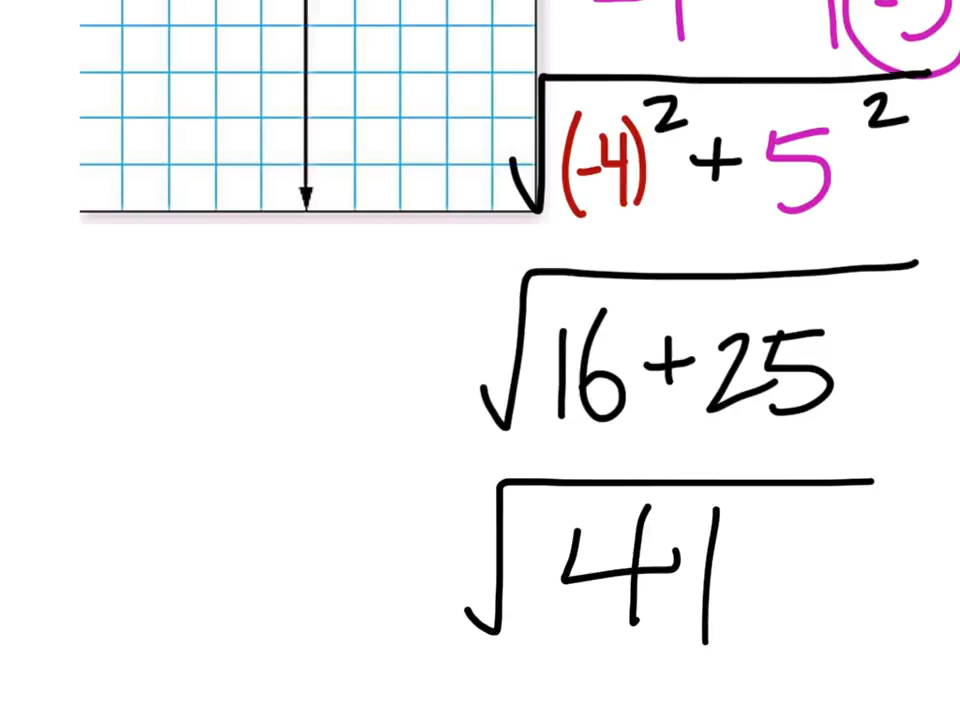 √(-4)² + 5²
√16+25
√41